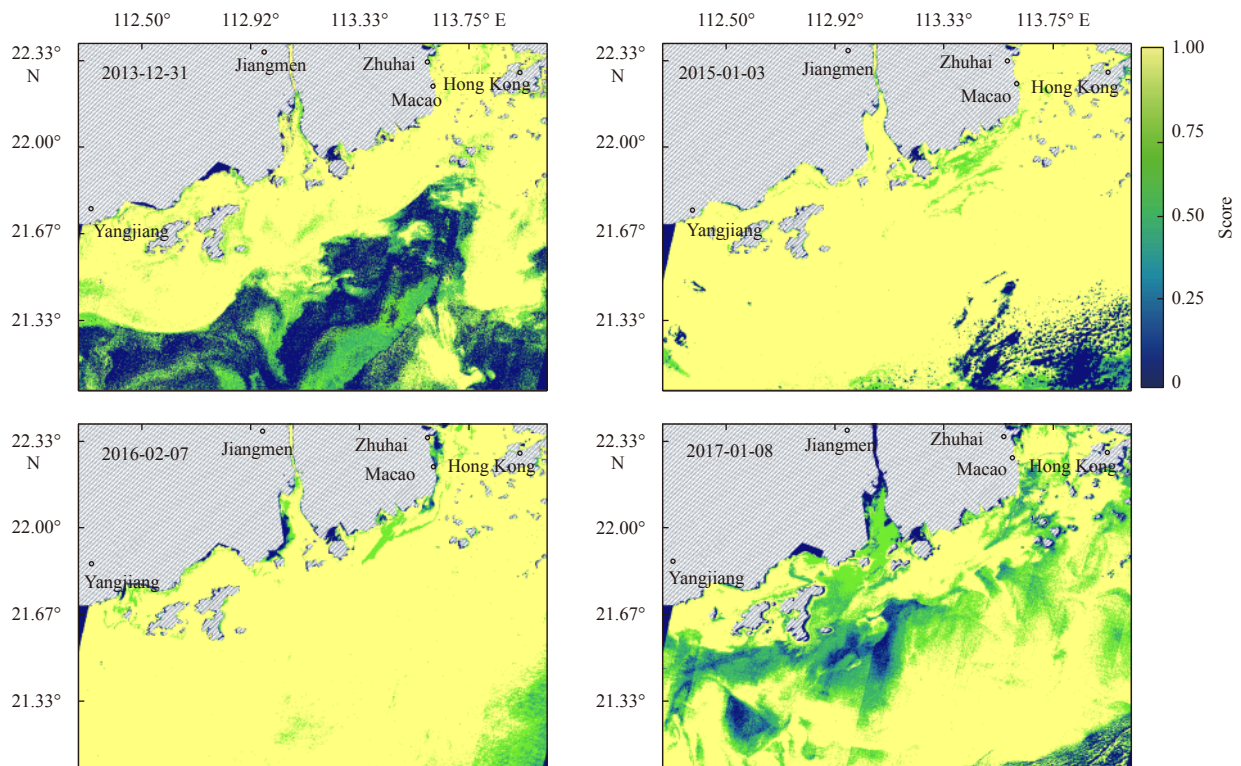 112.50° 112.92° 113.33° 113.75° E 112.50° 112.92° 113.33° 113.75° E
22.33°
N
22.00°
21.67°
21.33°
2013-12-31
Jiangmen
Zhuhai
Hong Kong
Macao
Yangjiang
22.33°
N
22.00°
21.67°
21.33°
2015-01-03
Jiangmen
Zhuhai
Hong Kong
Macao
Yangjiang
1.00
0.75
0.50
0.25
0
Score
22.33°
N
22.00°
21.67°
21.33°
2016-02-07
Jiangmen
Zhuhai
Hong Kong
Macao
Yangjiang
22.33°
N
22.00°
21.67°
21.33°
2017-01-08
Jiangmen
Zhuhai
Hong Kong
Macao
Yangjiang